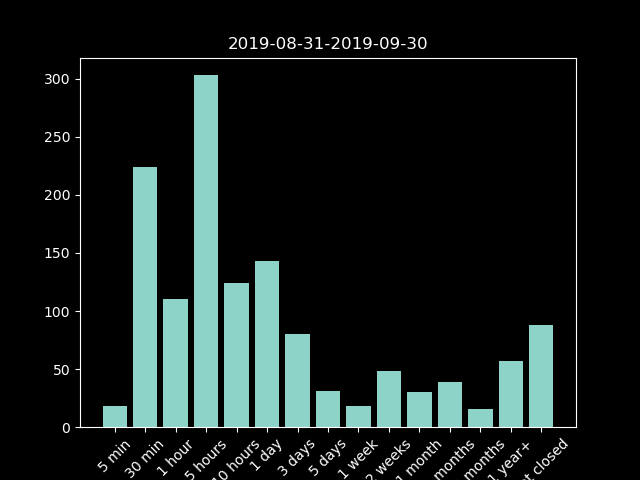 2019-08-31-2019-09-30
300
250
200
150
100
50
0
5 min
30 min
1 hour
5 hours
10 hours
1 day
3 days
5 days
1 week
2 weeks
1 month
months
months
1 year+
closed